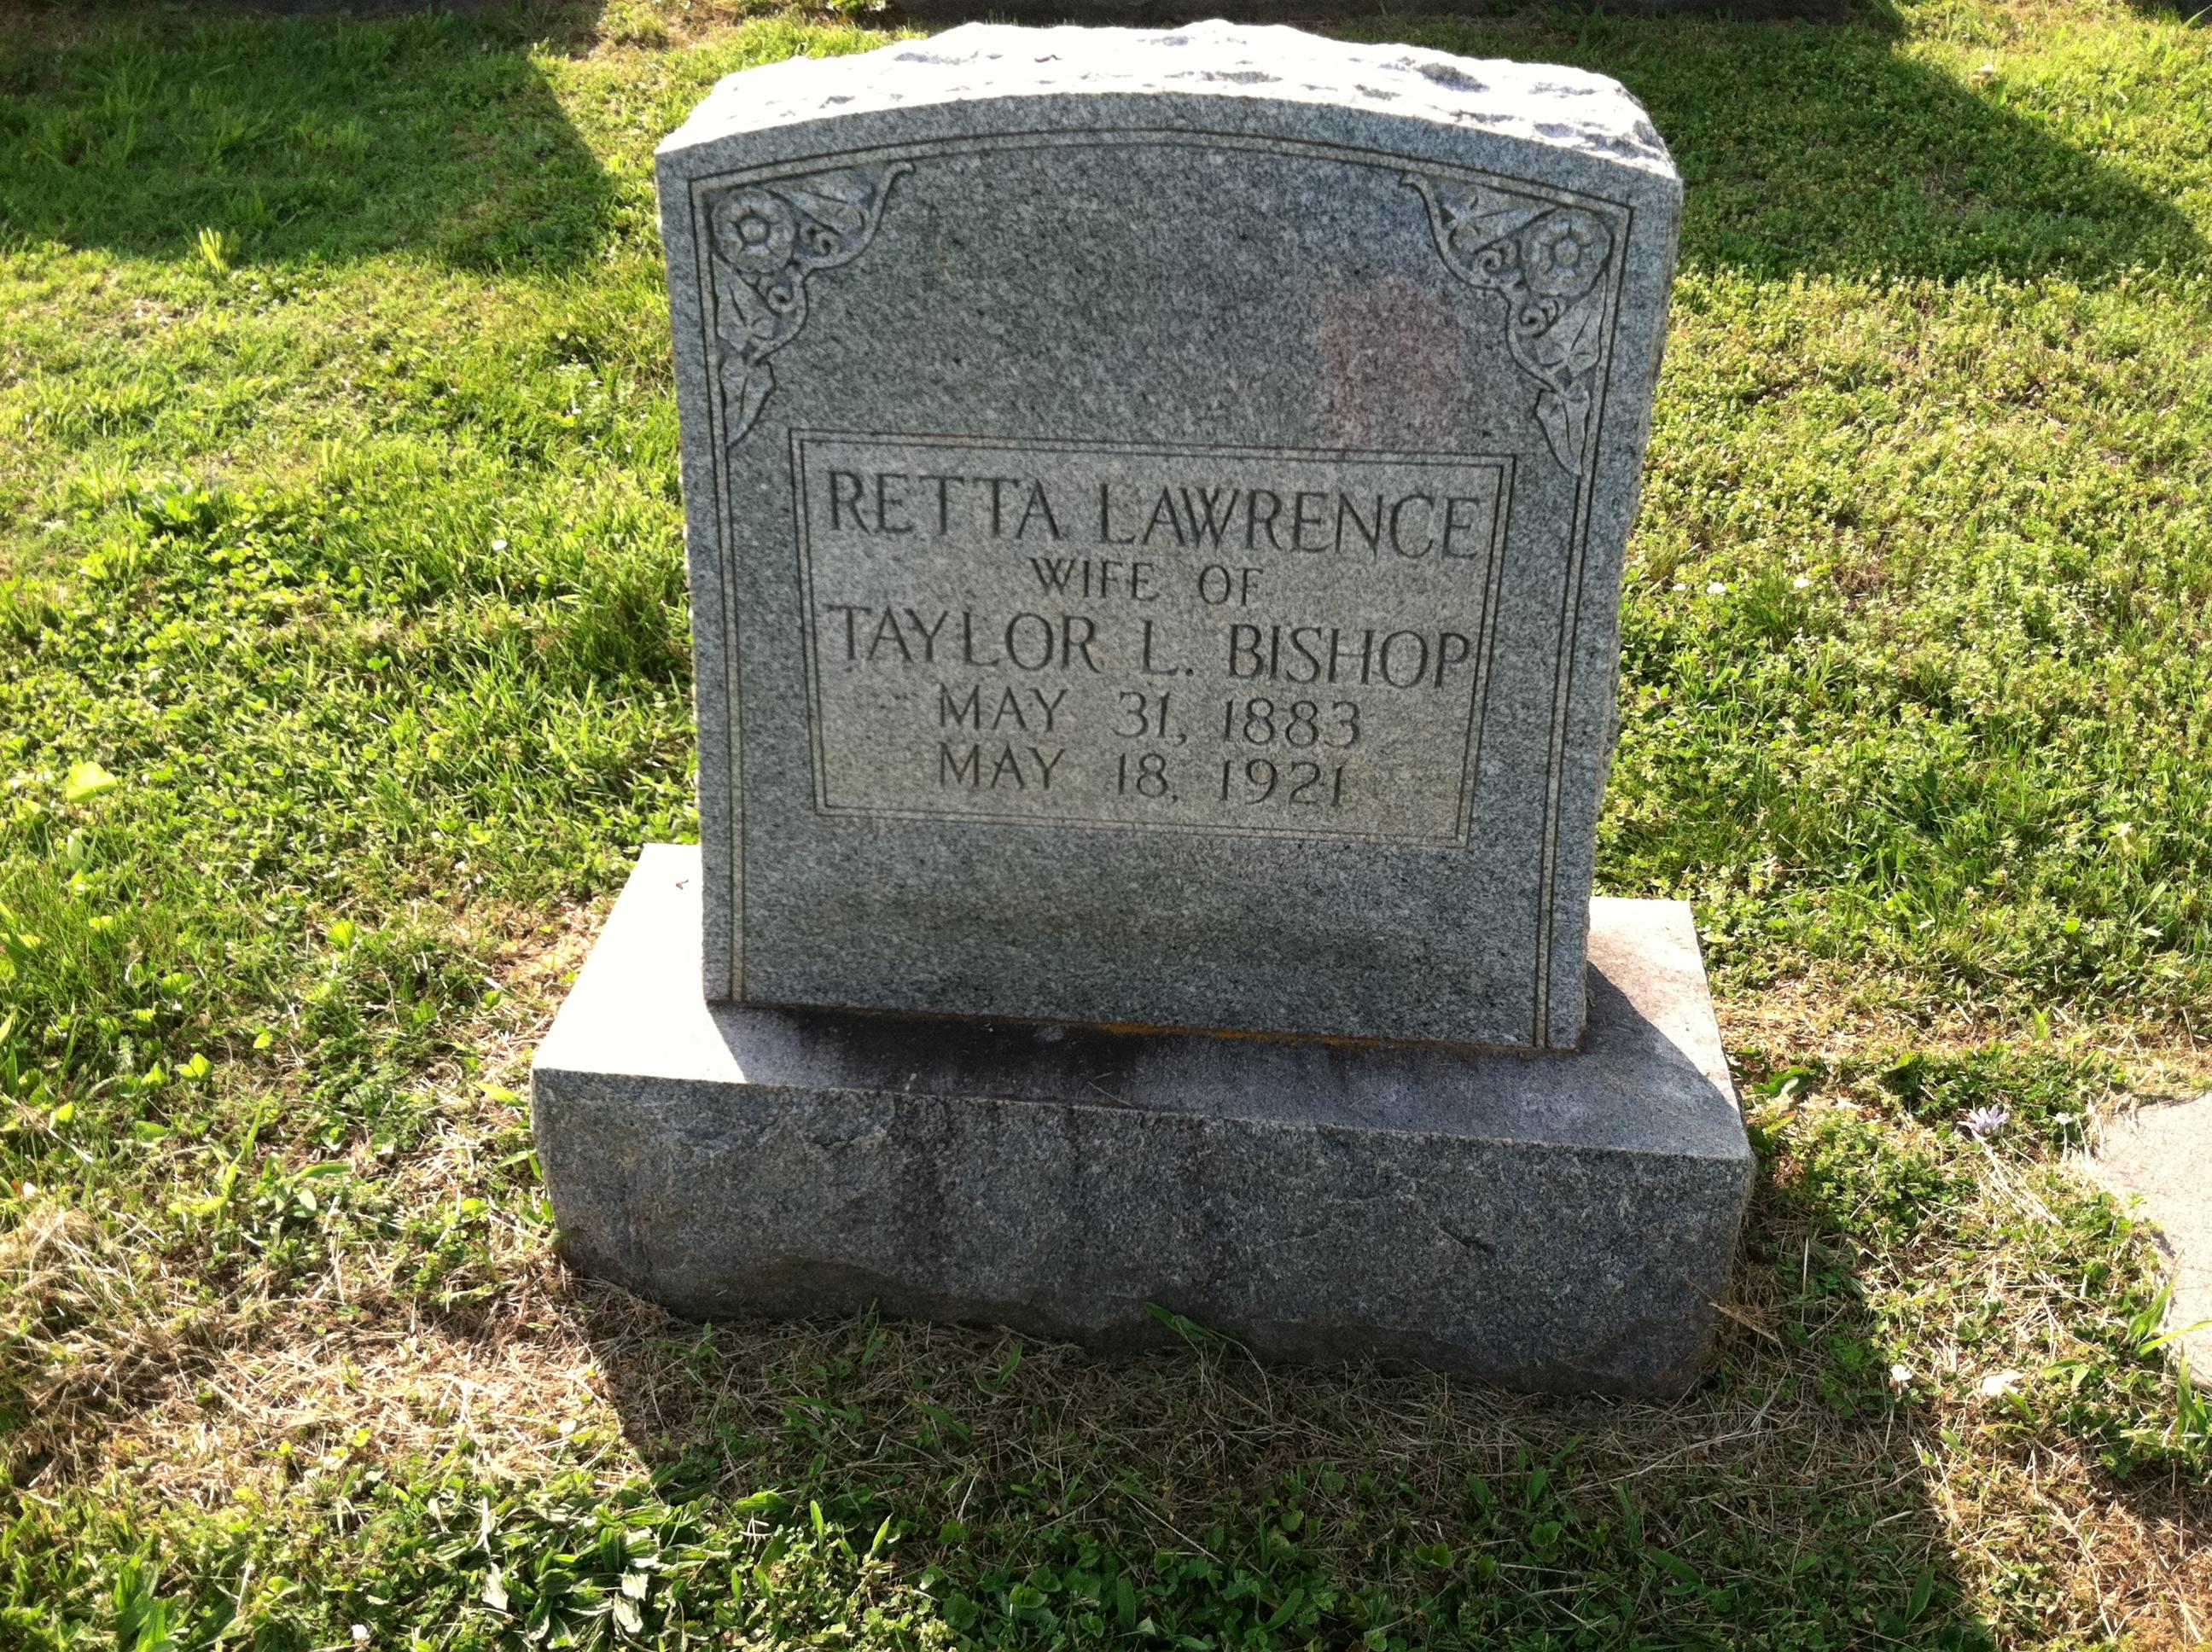 RETTA LAWRENCE
WIFE OF
TAYLOR L. BISHOP
MAY 31, 1883
MAY 18, 1921